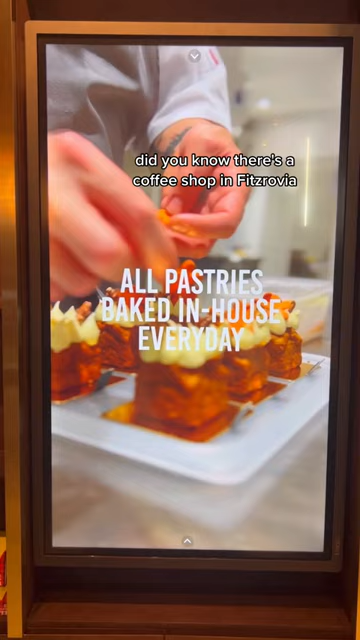 did you know there's a
coffee shop in Fitzrovia
ALL PASTRIES
BAKED IN-HOUSE
EVERYDAY